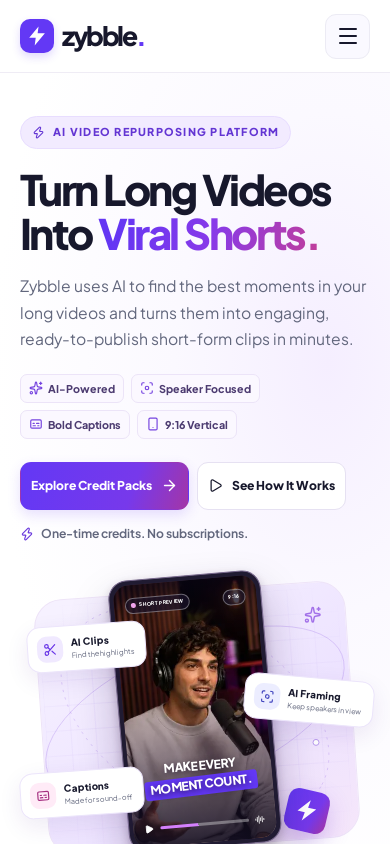 zybble.
AI VIDEO REPURPOSING PLATFORM
Turn Long Videos
Into Viral Shorts.
Zybble uses AI to find the best moments in your
long videos and turns them into engaging,
ready-to-publish short-form clips in minutes.
AI-Powered
Speaker Focused
Bold Captions
9:16 Vertical
Explore Credit Packs
See How It Works
One-time credits. No subscriptions.
SHORT PREVIEW
9:16
AI Clips
Find the highlights
AI Framing
Keep speakers in view
MAKE EVERY
MOMENT COUNT.
Captions
Made for sound-off